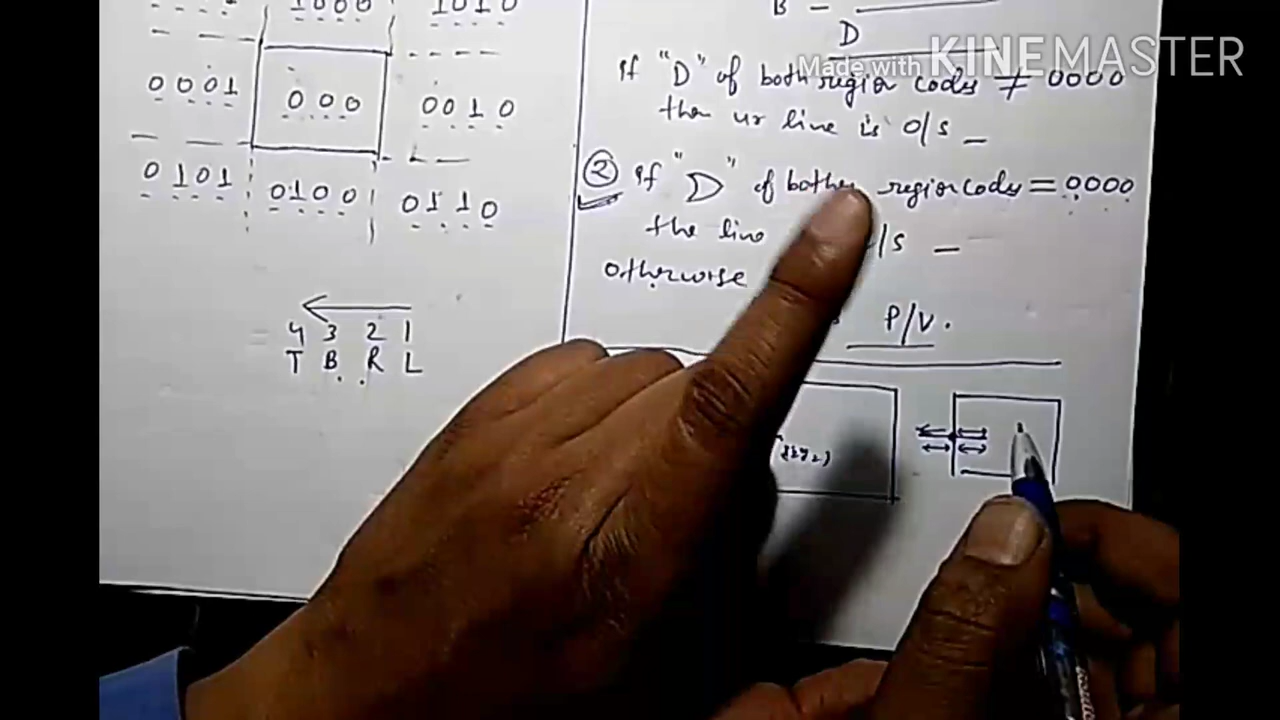 1000 1010
B –
D
Made with KINEMASTER
If "D" of both region codes ≠ 0000
then ur line is O/S –
② If "D" of bother region codes = 0000
the line /S –
otherwise
P/V.
0001 000 0010
0101 0100 0110
4 3 2 1
T B R L